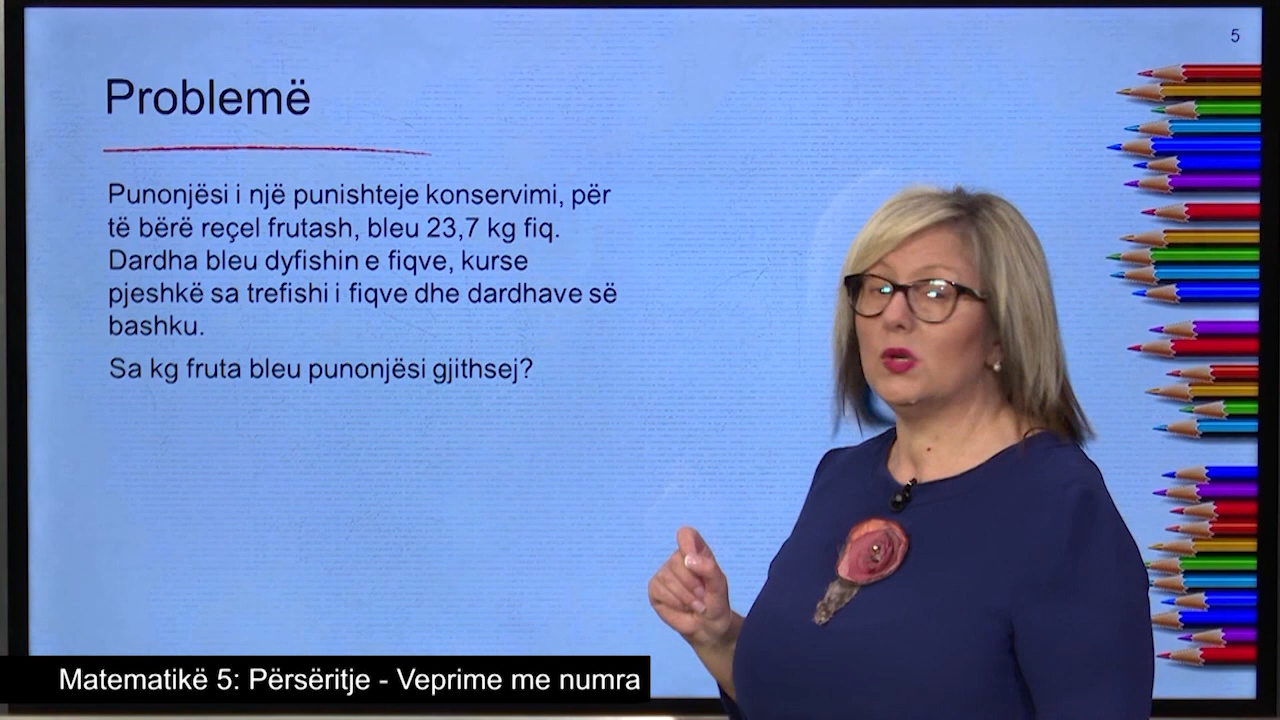 5
Problemë
Punonjësi i një punishteje konservimi, për
të bërë reçel frutash, bleu 23,7 kg fiq.
Dardha bleu dyfishin e fiqve, kurse
pjeshkë sa trefishi i fiqve dhe dardhave së
bashku.
Sa kg fruta bleu punonjësi gjithsej?
Matematikë 5: Përsëritje - Veprime me numra